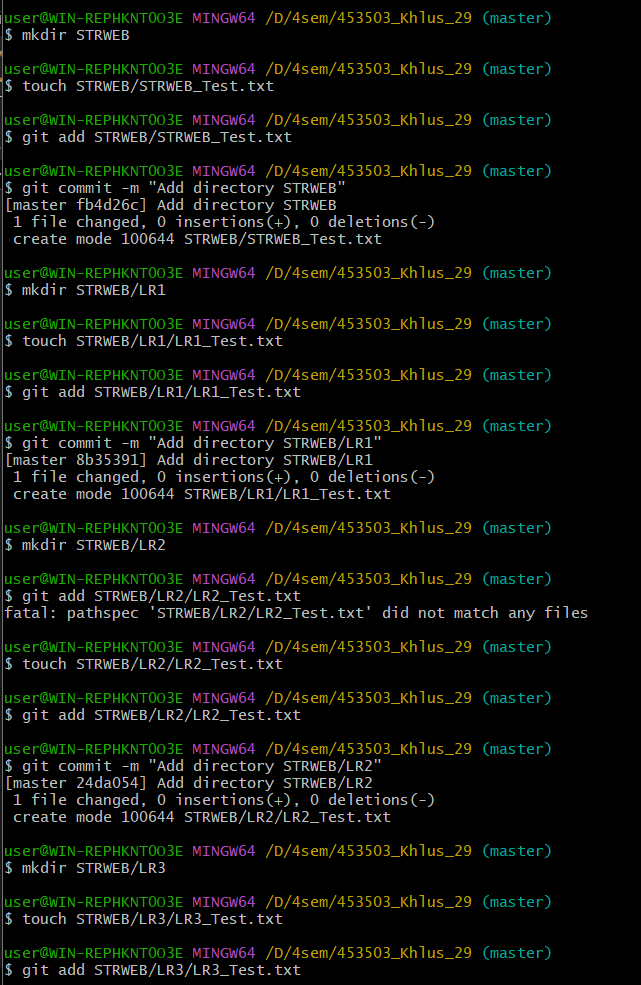 user@WIN-REPHKNTOO3E MINGW64 /D/4sem/453503_Khlus_29 (master)
$ mkdir STRWEB
user@WIN-REPHKNTOO3E MINGW64 /D/4sem/453503_Khlus_29 (master)
$ touch STRWEB/STRWEB_Test.txt
user@WIN-REPHKNTOO3E MINGW64 /D/4sem/453503_Khlus_29 (master)
$ git add STRWEB/STRWEB_Test.txt
user@WIN-REPHKNTOO3E MINGW64 /D/4sem/453503_Khlus_29 (master)
$ git commit -m "Add directory STRWEB"
[master fb4d26c] Add directory STRWEB
 1 file changed, 0 insertions(+), 0 deletions(-)
 create mode 100644 STRWEB/STRWEB_Test.txt
user@WIN-REPHKNTOO3E MINGW64 /D/4sem/453503_Khlus_29 (master)
$ mkdir STRWEB/LR1
user@WIN-REPHKNTOO3E MINGW64 /D/4sem/453503_Khlus_29 (master)
$ touch STRWEB/LR1/LR1_Test.txt
user@WIN-REPHKNTOO3E MINGW64 /D/4sem/453503_Khlus_29 (master)
$ git add STRWEB/LR1/LR1_Test.txt
user@WIN-REPHKNTOO3E MINGW64 /D/4sem/453503_Khlus_29 (master)
$ git commit -m "Add directory STRWEB/LR1"
[master 8b35391] Add directory STRWEB/LR1
 1 file changed, 0 insertions(+), 0 deletions(-)
 create mode 100644 STRWEB/LR1/LR1_Test.txt
user@WIN-REPHKNTOO3E MINGW64 /D/4sem/453503_Khlus_29 (master)
$ mkdir STRWEB/LR2
user@WIN-REPHKNTOO3E MINGW64 /D/4sem/453503_Khlus_29 (master)
$ git add STRWEB/LR2/LR2_Test.txt
fatal: pathspec 'STRWEB/LR2/LR2_Test.txt' did not match any files
user@WIN-REPHKNTOO3E MINGW64 /D/4sem/453503_Khlus_29 (master)
$ touch STRWEB/LR2/LR2_Test.txt
user@WIN-REPHKNTOO3E MINGW64 /D/4sem/453503_Khlus_29 (master)
$ git add STRWEB/LR2/LR2_Test.txt
user@WIN-REPHKNTOO3E MINGW64 /D/4sem/453503_Khlus_29 (master)
$ git commit -m "Add directory STRWEB/LR2"
[master 24da054] Add directory STRWEB/LR2
 1 file changed, 0 insertions(+), 0 deletions(-)
 create mode 100644 STRWEB/LR2/LR2_Test.txt
user@WIN-REPHKNTOO3E MINGW64 /D/4sem/453503_Khlus_29 (master)
$ mkdir STRWEB/LR3
user@WIN-REPHKNTOO3E MINGW64 /D/4sem/453503_Khlus_29 (master)
$ touch STRWEB/LR3/LR3_Test.txt
user@WIN-REPHKNTOO3E MINGW64 /D/4sem/453503_Khlus_29 (master)
$ git add STRWEB/LR3/LR3_Test.txt